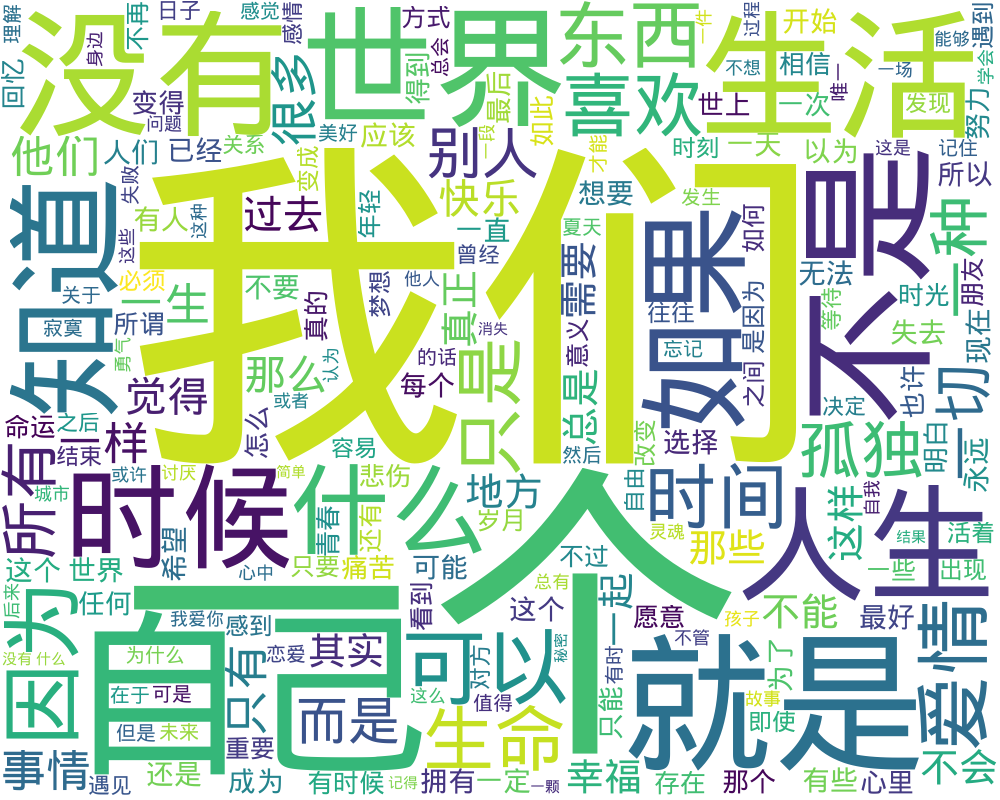 理解
回忆
没有
身边
不再
变得
问题
日子
感觉
感情
很多
美好
世界
方式
总会
得到
应该
最后
一段
如此
东西
喜欢
才能
一件
不想
世上
时刻
过程
唯一
一次
一天
开始
相信
一场
生活
以为
发现
这是
能够
努力
学会
遇到
记住
所以
他们
人们
已经
关系
变成
别人
快乐
一直
曾经
想要
夏天
发生
知道
失败
这些
有人
这种
过去
年轻
我们
必须
一生
不要
真的
梦想
他人
真正
需要
意义
如果
如何
无法
等待
不是
一种
朋友
时光
失去
现在
关于
寂寞
所谓
勇气
那么
认为
消失
的话
每个
只是
总是
往往
忘记
之间
是因为
一切
觉得
或者
怎么
容易
然后
改变
选择
决定
也许
孤独
明白
永远
命运
之后
结束
一样
所有
或许
讨厌
简单
城市
时候
什么
悲伤
地方
岁月
还有
青春
自由
时间
灵魂
那些
人生
这样
自我
结果
活着
一些
出现
这个 世界
希望
心中
只要
痛苦
可能
不过
一个
总有
后来
因为
任何
我爱你
感到
看到
这个
一起
愿意
孩子
不能
最好
没有 什么
为什么
自己
只有
恋爱
其实
可以
对方
秘密
有时
不管
就是
为了
爱情
在于
可是
但是
未来
而是
这么
值得
生命
只能
故事
即使
事情
遇见
还是
重要
成为
有时候
记得
拥有
一定
一颗
幸福
存在
那个
有些
心里
不会